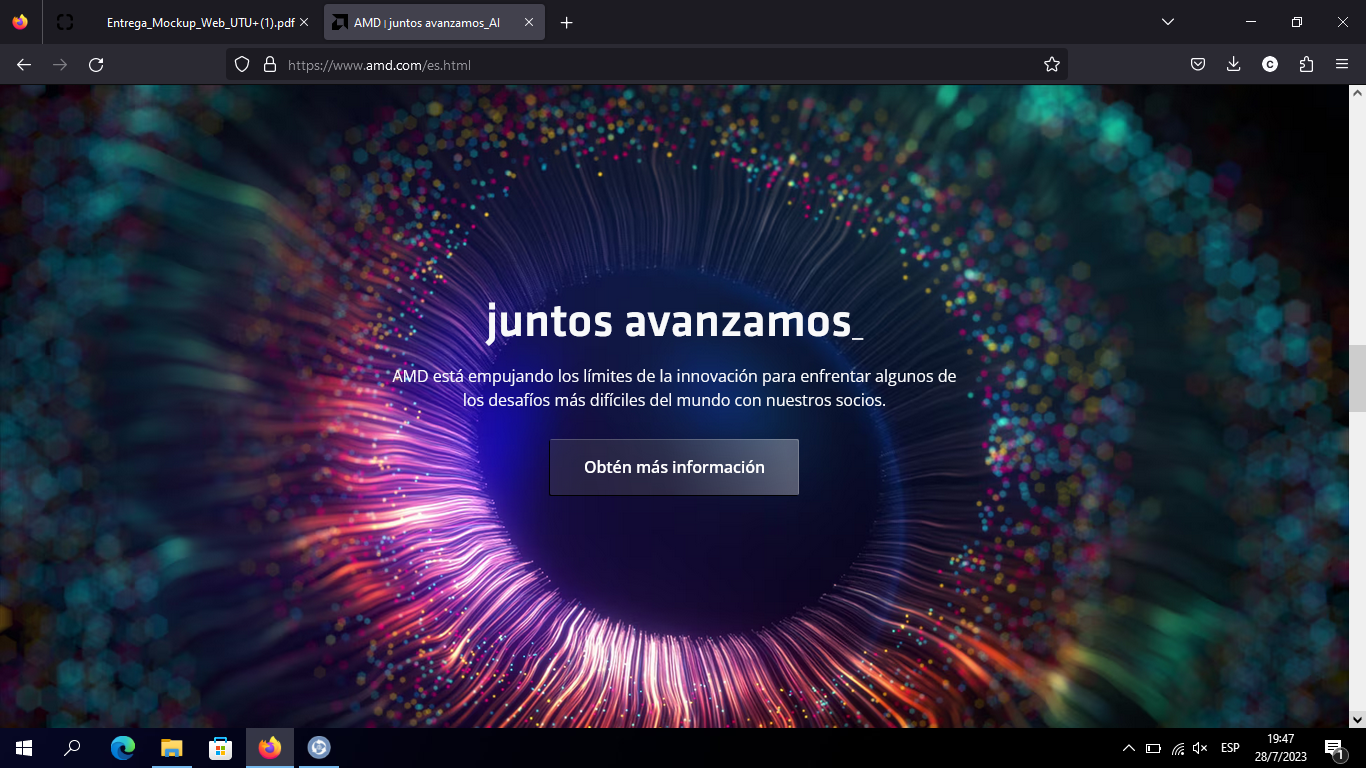 Entrega_Mockup_Web_UTU+(1).pdf
AMD | juntos avanzamos_AI
https://www.amd.com/es.html
juntos avanzamos_
AMD está empujando los límites de la innovación para enfrentar algunos de
los desafíos más difíciles del mundo con nuestros socios.
Obtén más información
ESP
19:47
28/7/2023
1